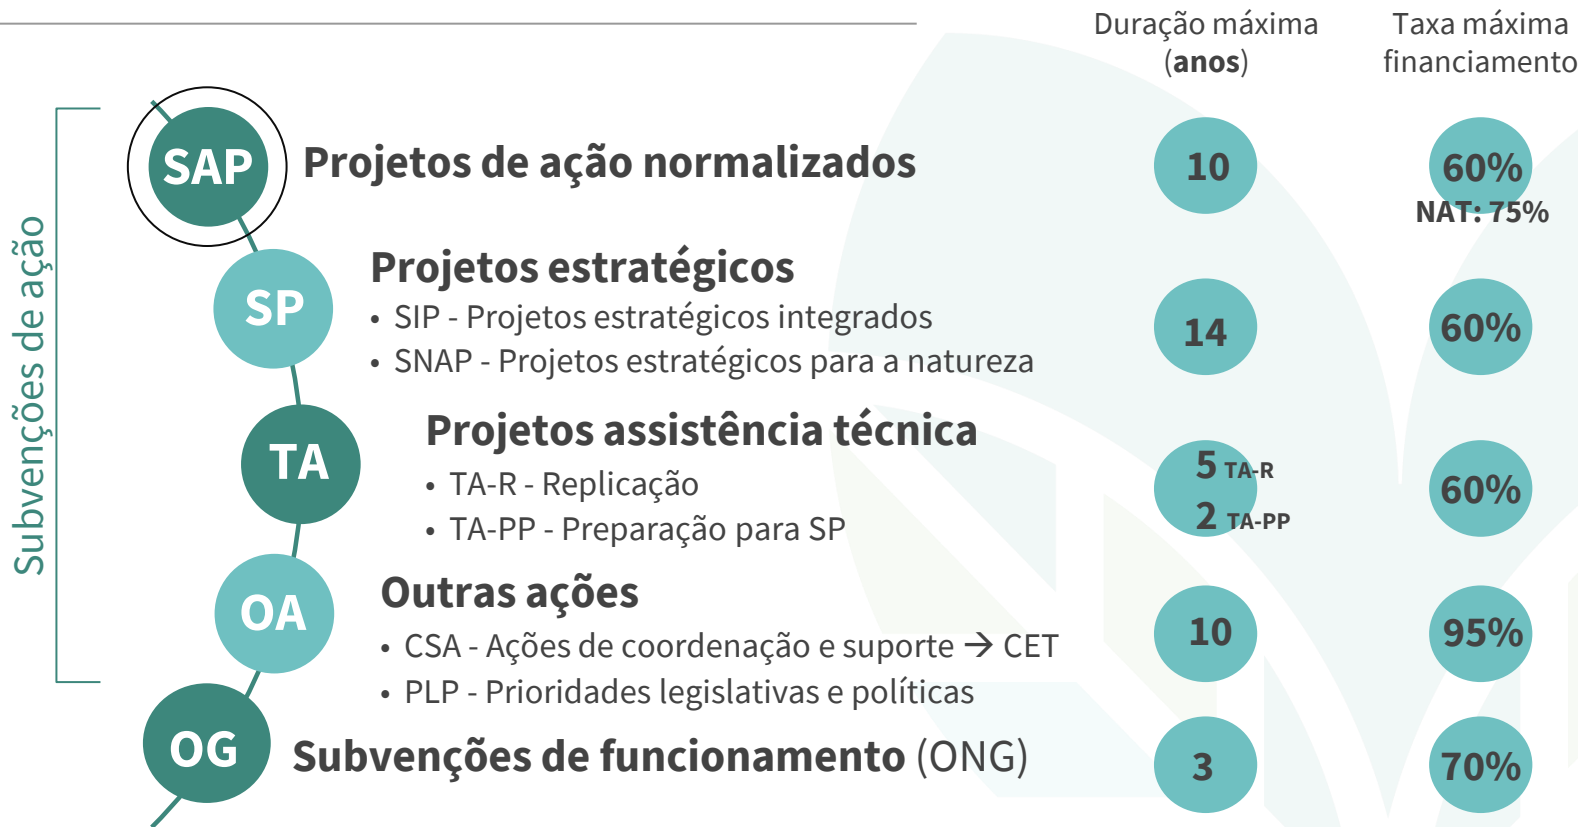 Duração máxima
(anos)
Taxa máxima
financiamento
Subvenções de ação
SAP
Projetos de ação normalizados
10
60%
NAT: 75%
SP
Projetos estratégicos
• SIP - Projetos estratégicos integrados
• SNAP - Projetos estratégicos para a natureza
14
60%
TA
Projetos assistência técnica
• TA-R - Replicação
• TA-PP - Preparação para SP
5 TA-R
2 TA-PP
60%
OA
Outras ações
• CSA - Ações de coordenação e suporte → CET
• PLP - Prioridades legislativas e políticas
10
95%
OG
Subvenções de funcionamento (ONG)
3
70%